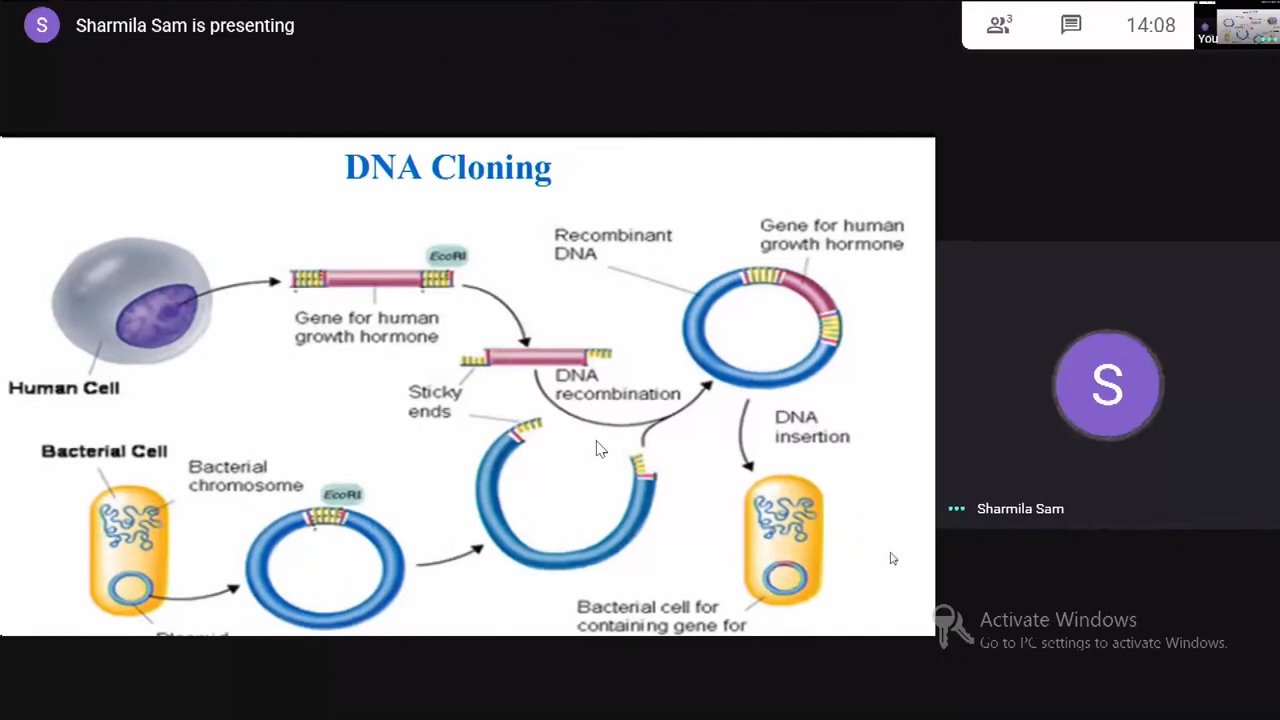 S
Sharmila Sam is presenting
3
14:08
You
DNA Cloning
EcoRI
Gene for human
growth hormone
Human Cell
Recombinant
DNA
Gene for human
growth hormone
Sticky
ends
DNA
recombination
DNA
insertion
Bacterial Cell
Bacterial
chromosome
EcoRI
Plasmid
Bacterial cell for
containing gene for
S
Sharmila Sam
Activate Windows
Go to PC settings to activate Windows.